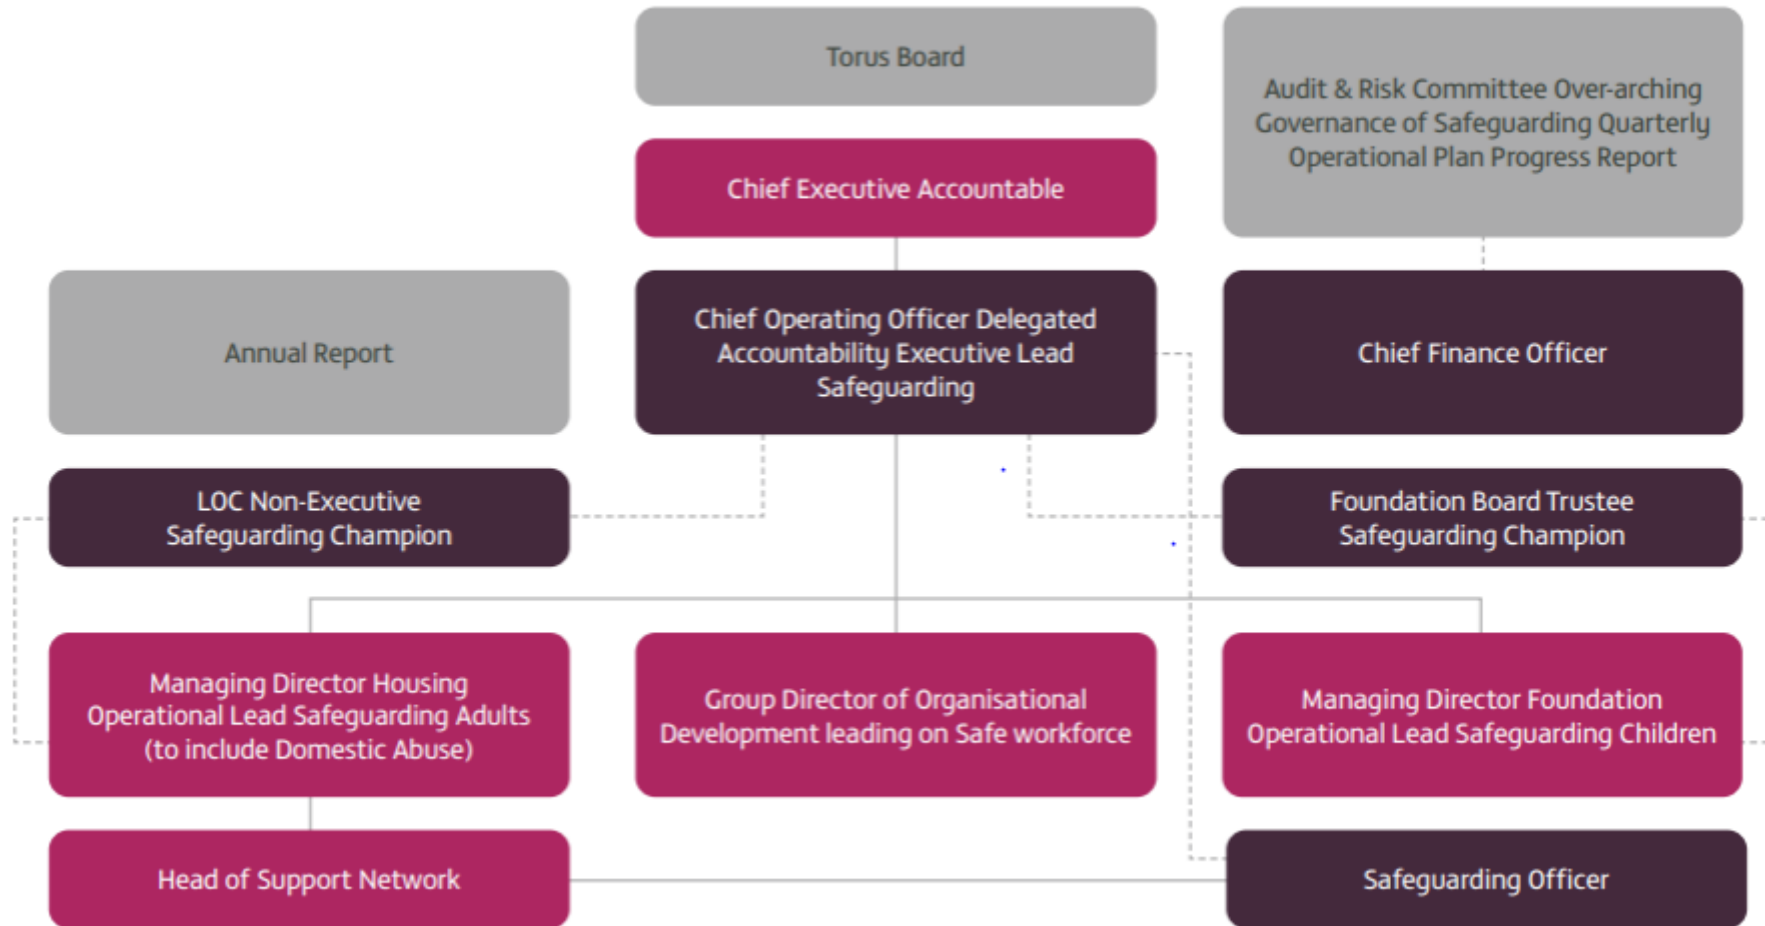 Torus Board
Audit & Risk Committee Over-arching
Governance of Safeguarding Quarterly
Operational Plan Progress Report
Chief Executive Accountable
Annual Report
Chief Operating Officer Delegated
Accountability Executive Lead
Safeguarding
Chief Finance Officer
LOC Non-Executive
Safeguarding Champion
Foundation Board Trustee
Safeguarding Champion
Managing Director Housing
Operational Lead Safeguarding Adults
(to include Domestic Abuse)
Group Director of Organisational
Development leading on Safe workforce
Managing Director Foundation
Operational Lead Safeguarding Children
Head of Support Network
Safeguarding Officer